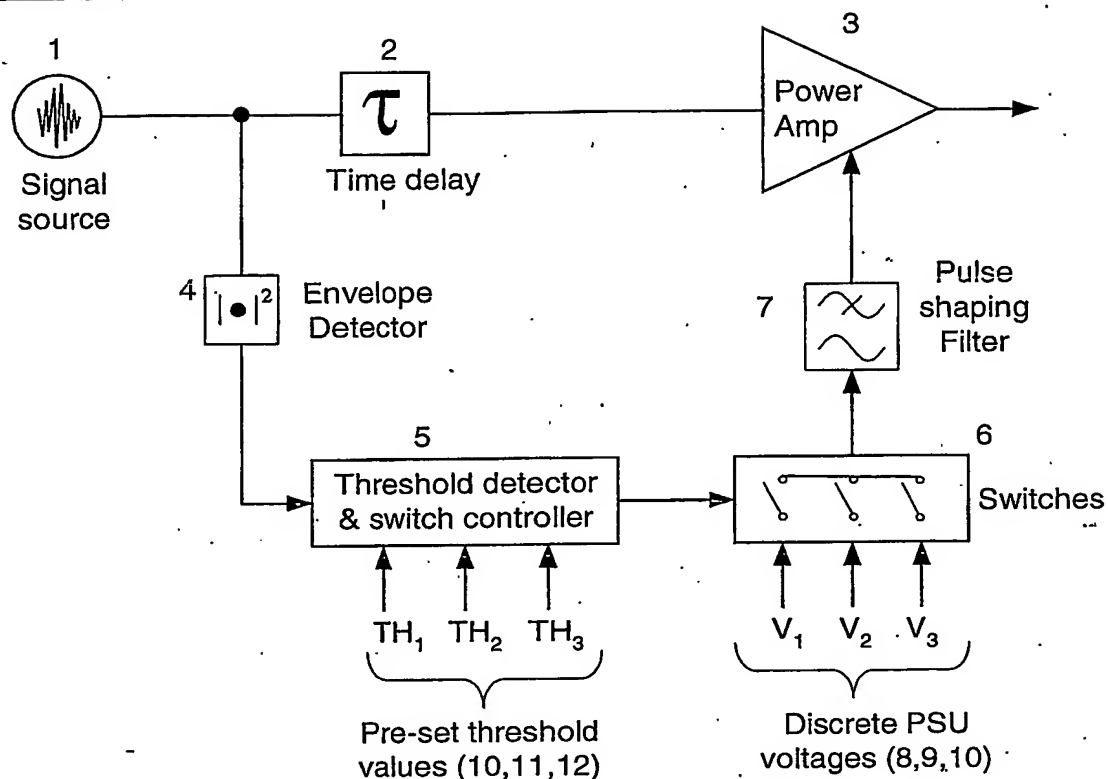 1
2
3
τ
Power
Amp
Signal
source
Time delay
4
|•|²
Envelope
Detector
7
Pulse
shaping
Filter
5
6
Threshold detector
& switch controller
Switches
TH₁ TH₂ TH₃
V₁ V₂ V₃
Pre-set threshold
values (10,11,12)
Discrete PSU
voltages (8,9,10)